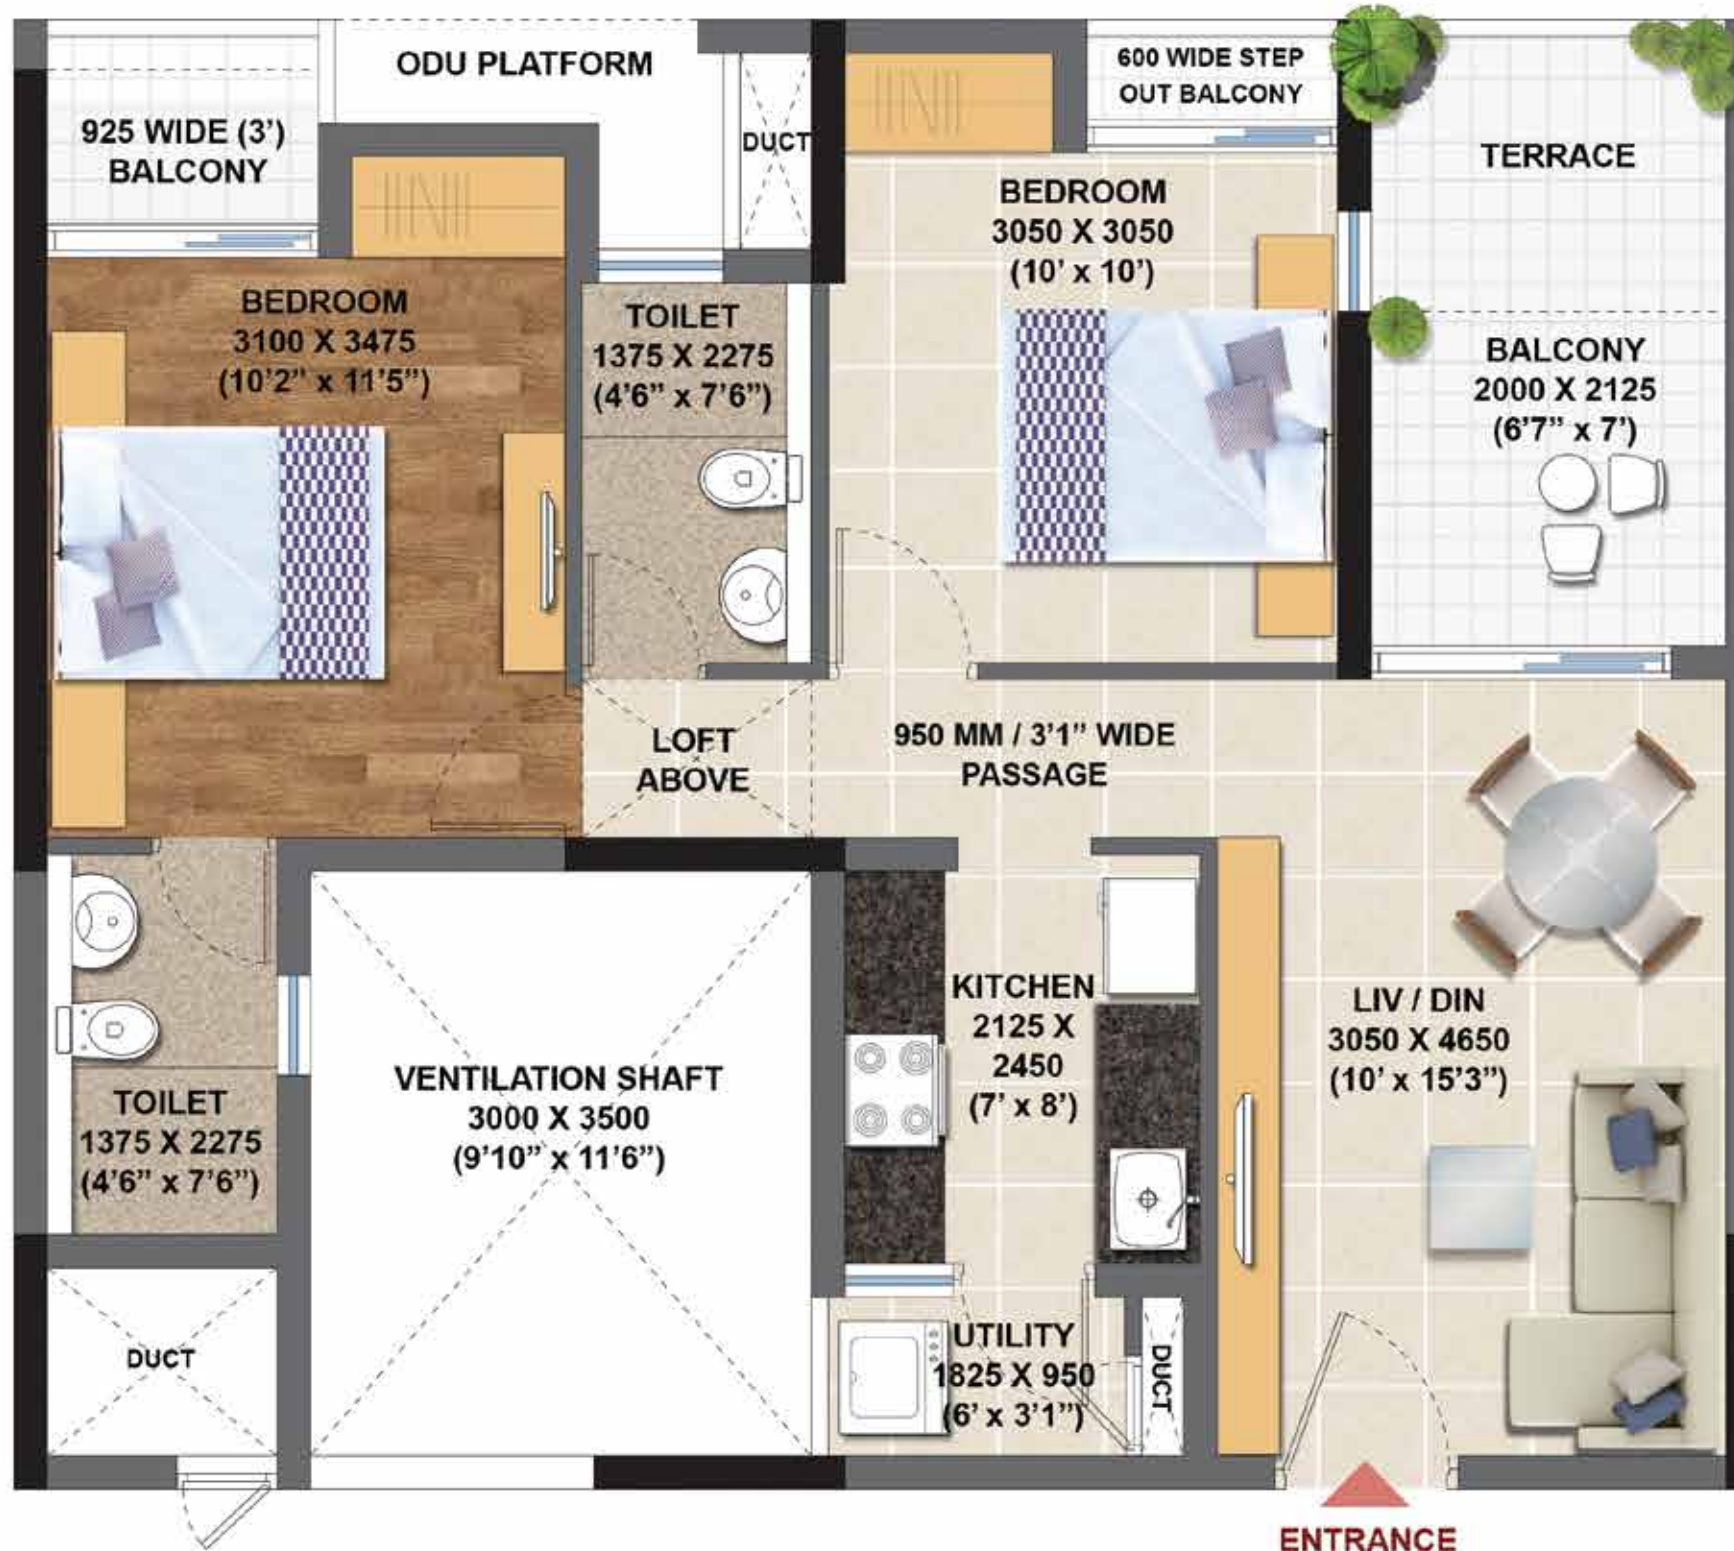 ODU PLATFORM
925 WIDE (3’)
BALCONY
DUCT
600 WIDE STEP
OUT BALCONY
TERRACE
BEDROOM
3050 X 3050
(10’ x 10’)
BEDROOM
3100 X 3475
(10’2” x 11’5”)
TOILET
1375 X 2275
(4’6” x 7’6”)
BALCONY
2000 X 2125
(6’7” x 7’)
LOFT
ABOVE
950 MM / 3’1” WIDE
PASSAGE
KITCHEN
2125 X
2450
(7’ x 8’)
LIV / DIN
3050 X 4650
(10’ x 15’3”)
VENTILATION SHAFT
3000 X 3500
(9’10” x 11’6”)
TOILET
1375 X 2275
(4’6” x 7’6”)
DUCT
UTILITY
1825 X 950
(6’ x 3’1”)
DUCT
ENTRANCE